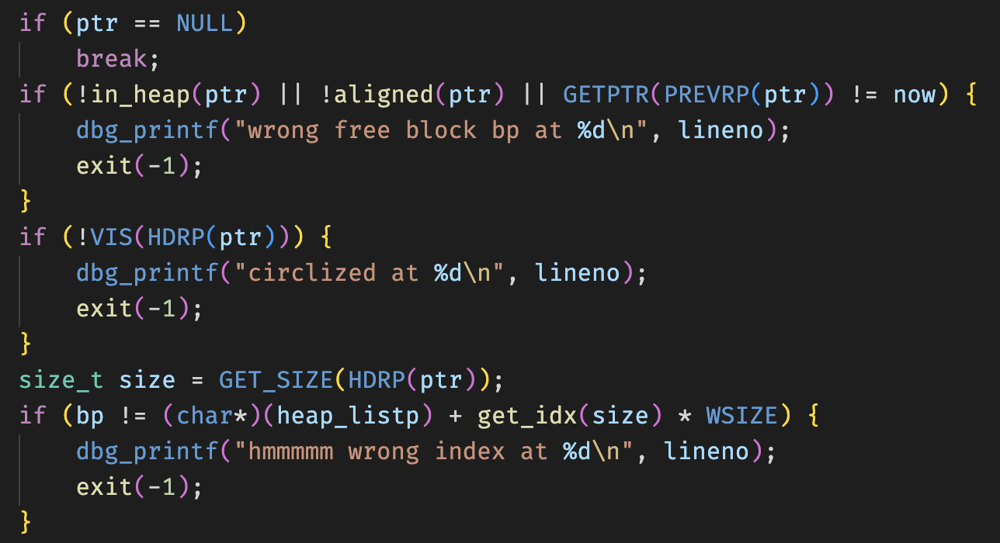 if (ptr == NULL)
    break;
if (!in_heap(ptr) || !aligned(ptr) || GETPTR(PREVRP(ptr)) != now) {
    dbg_printf("wrong free block bp at %d\n", lineno);
    exit(-1);
}
if (!VIS(HDRP(ptr))) {
    dbg_printf("circlized at %d\n", lineno);
    exit(-1);
}
size_t size = GET_SIZE(HDRP(ptr));
if (bp != (char*)(heap_listp) + get_idx(size) * WSIZE) {
    dbg_printf("hmmmmm wrong index at %d\n", lineno);
    exit(-1);
}